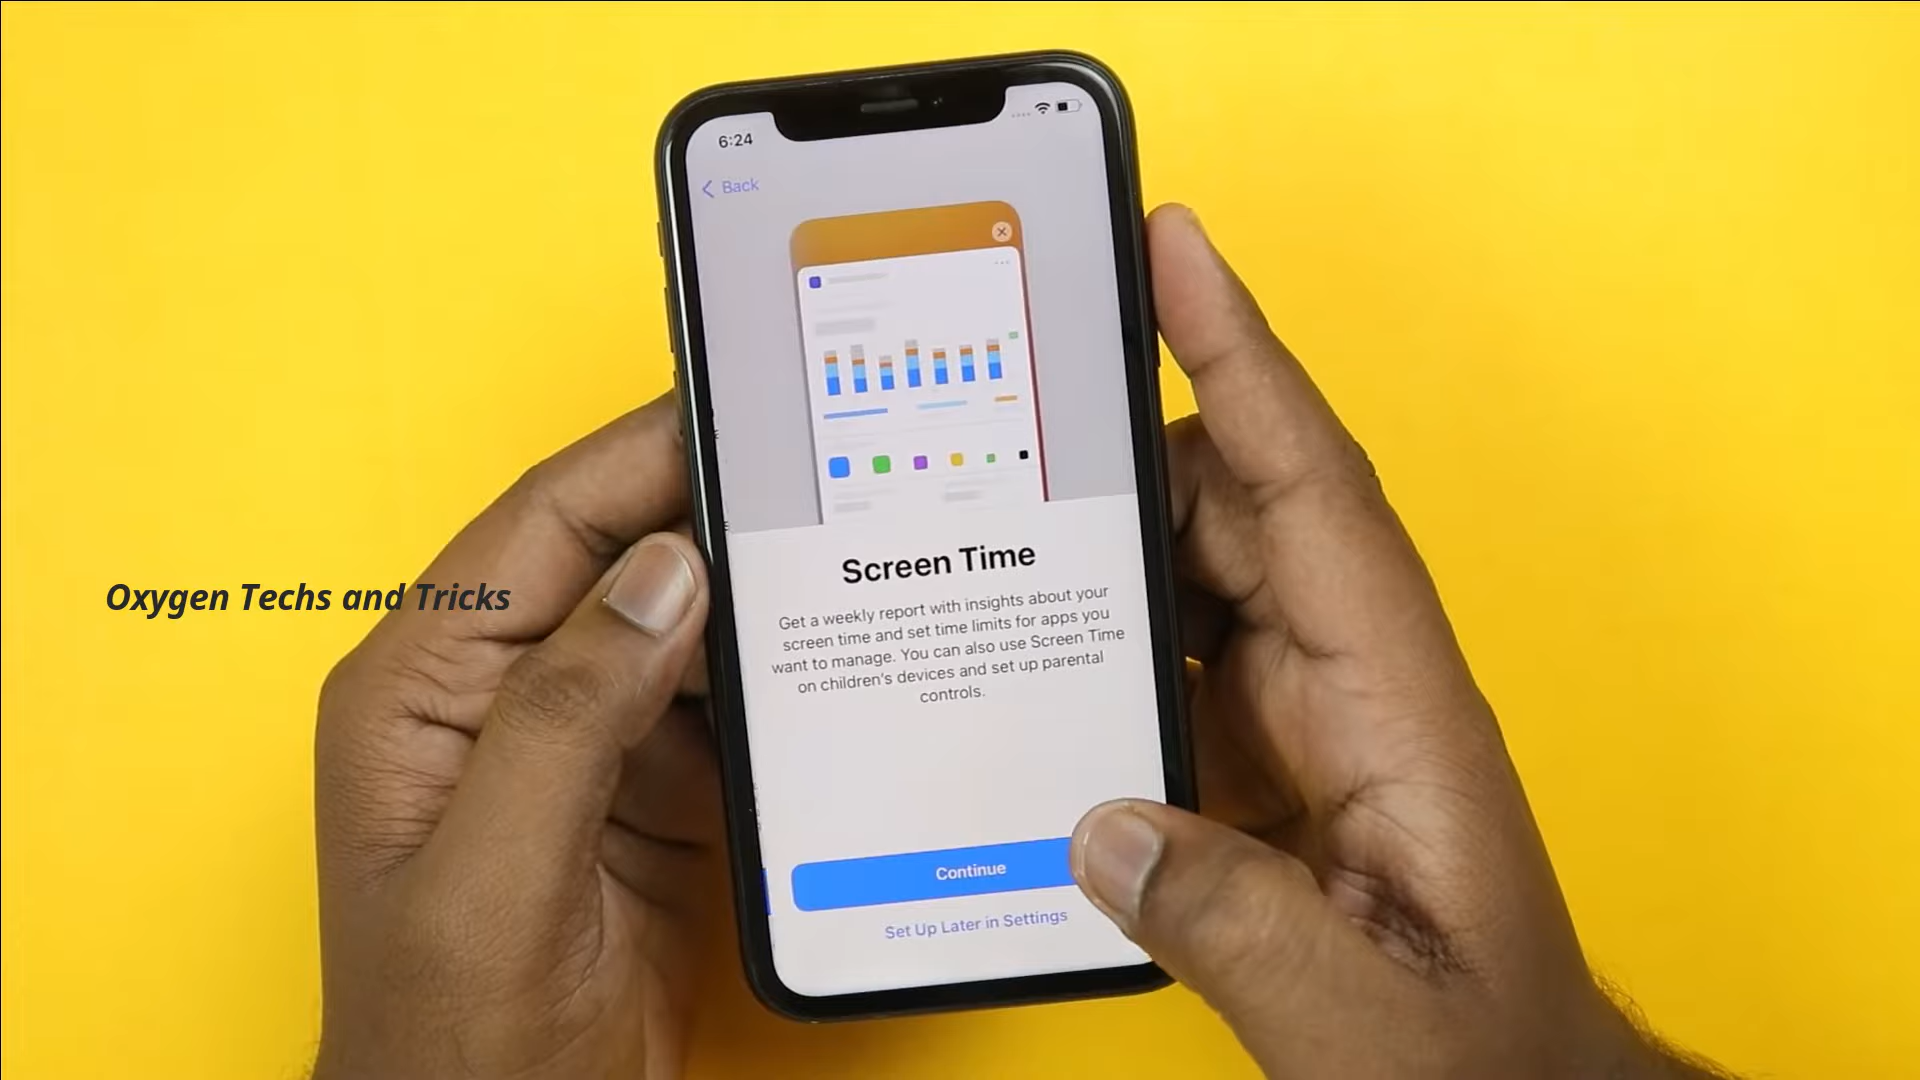 6:24
Back
Screen Time
Get a weekly report with insights about your
screen time and set time limits for apps you
want to manage. You can also use Screen Time
on children's devices and set up parental
controls.
Continue
Set Up Later in Settings
Oxygen Techs and Tricks